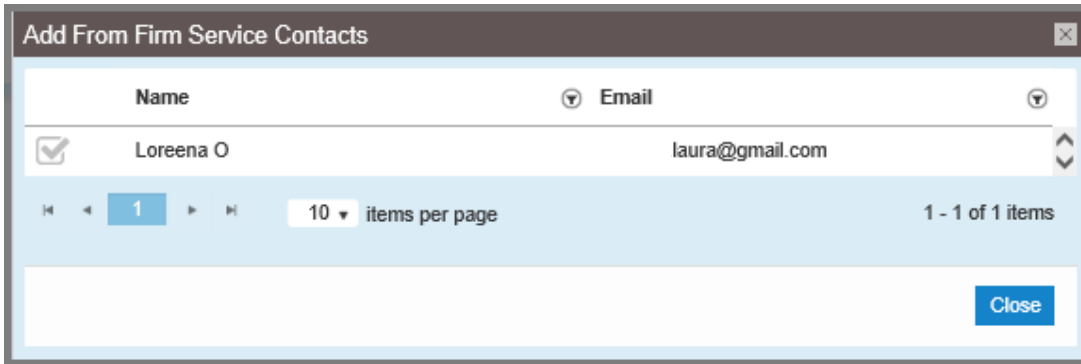 Add From Firm Service Contacts
Name Email
Loreena O laura@gmail.com
1 10 items per page 1 - 1 of 1 items
Close